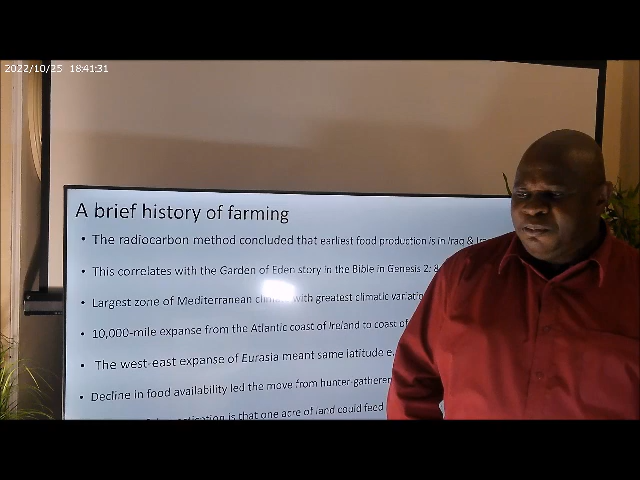 2022/10/25 18:41:31
A brief history of farming
• The radiocarbon method concluded that earliest food production is in Iraq &
• This correlates with the Garden of Eden story in the Bible in Genesis 2:
• Largest zone of Mediterranean with greatest climatic
• 10,000-mile expanse from the Atlantic coast of Ireland to coast of
• The west-east expanse of Eurasia meant same latitude
• Decline in food availability led the move from
is that one acre of land could feed